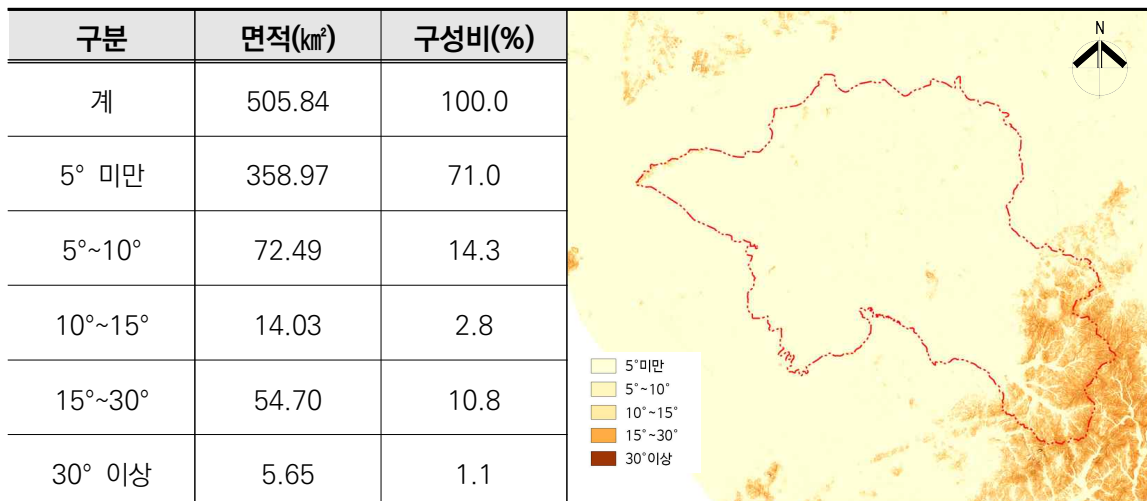 구분 면적(㎢) 구성비(%)
계 505.84 100.0
5° 미만 358.97 71.0
5°~10° 72.49 14.3
10°~15° 14.03 2.8
15°~30° 54.70 10.8
30° 이상 5.65 1.1
N
5°미만
5°~10°
10°~15°
15°~30°
30°이상